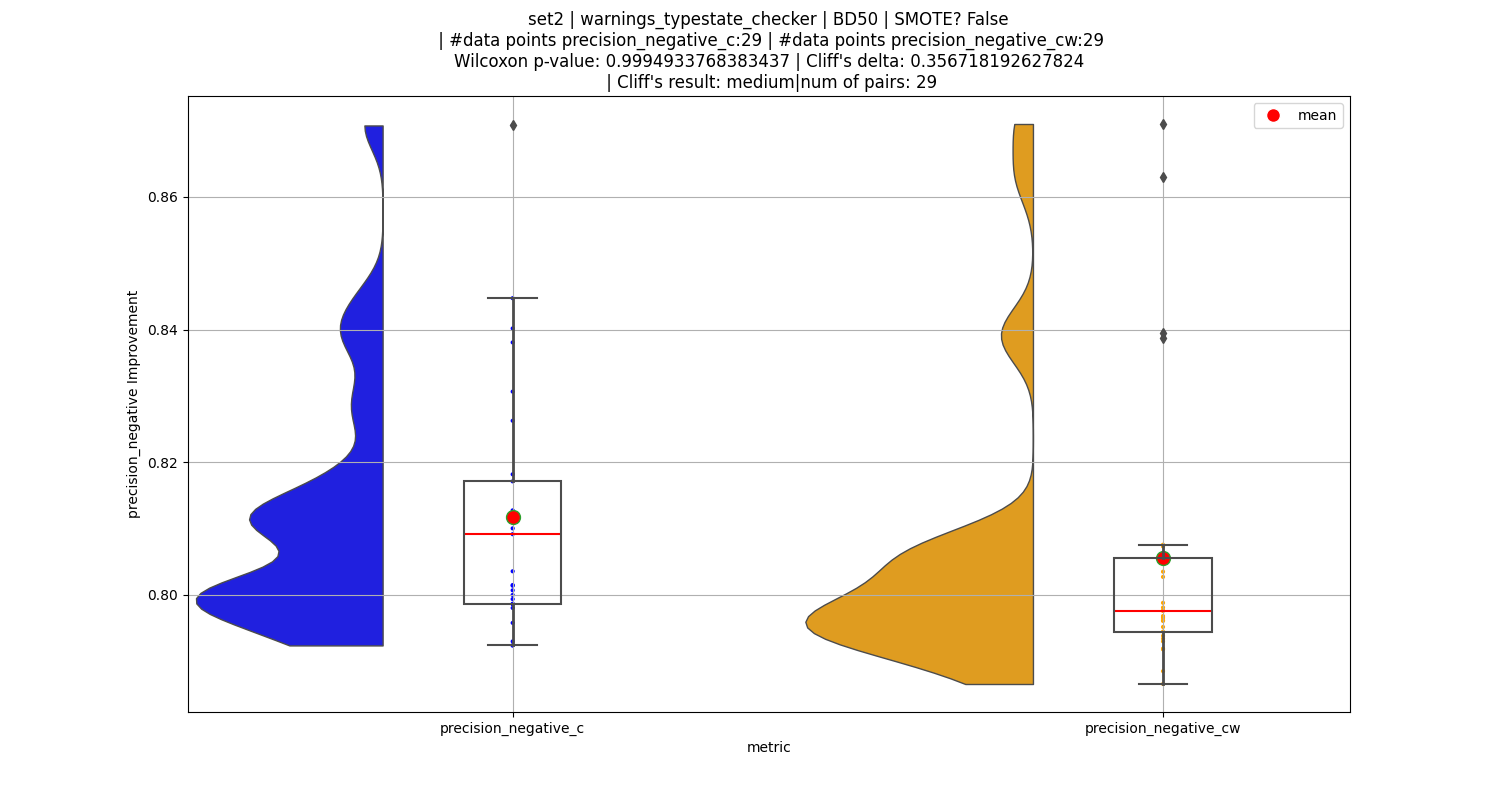 set2 | warnings_typestate_checker | BD50 | SMOTE? False
| #data points precision_negative_c:29 | #data points precision_negative_cw:29
Wilcoxon p-value: 0.9994933768383437 | Cliff's delta: 0.356718192627824
| Cliff's result: medium|num of pairs: 29
mean
0.86
0.84
0.82
0.80
precision_negative Improvement
precision_negative_c
precision_negative_cw
metric